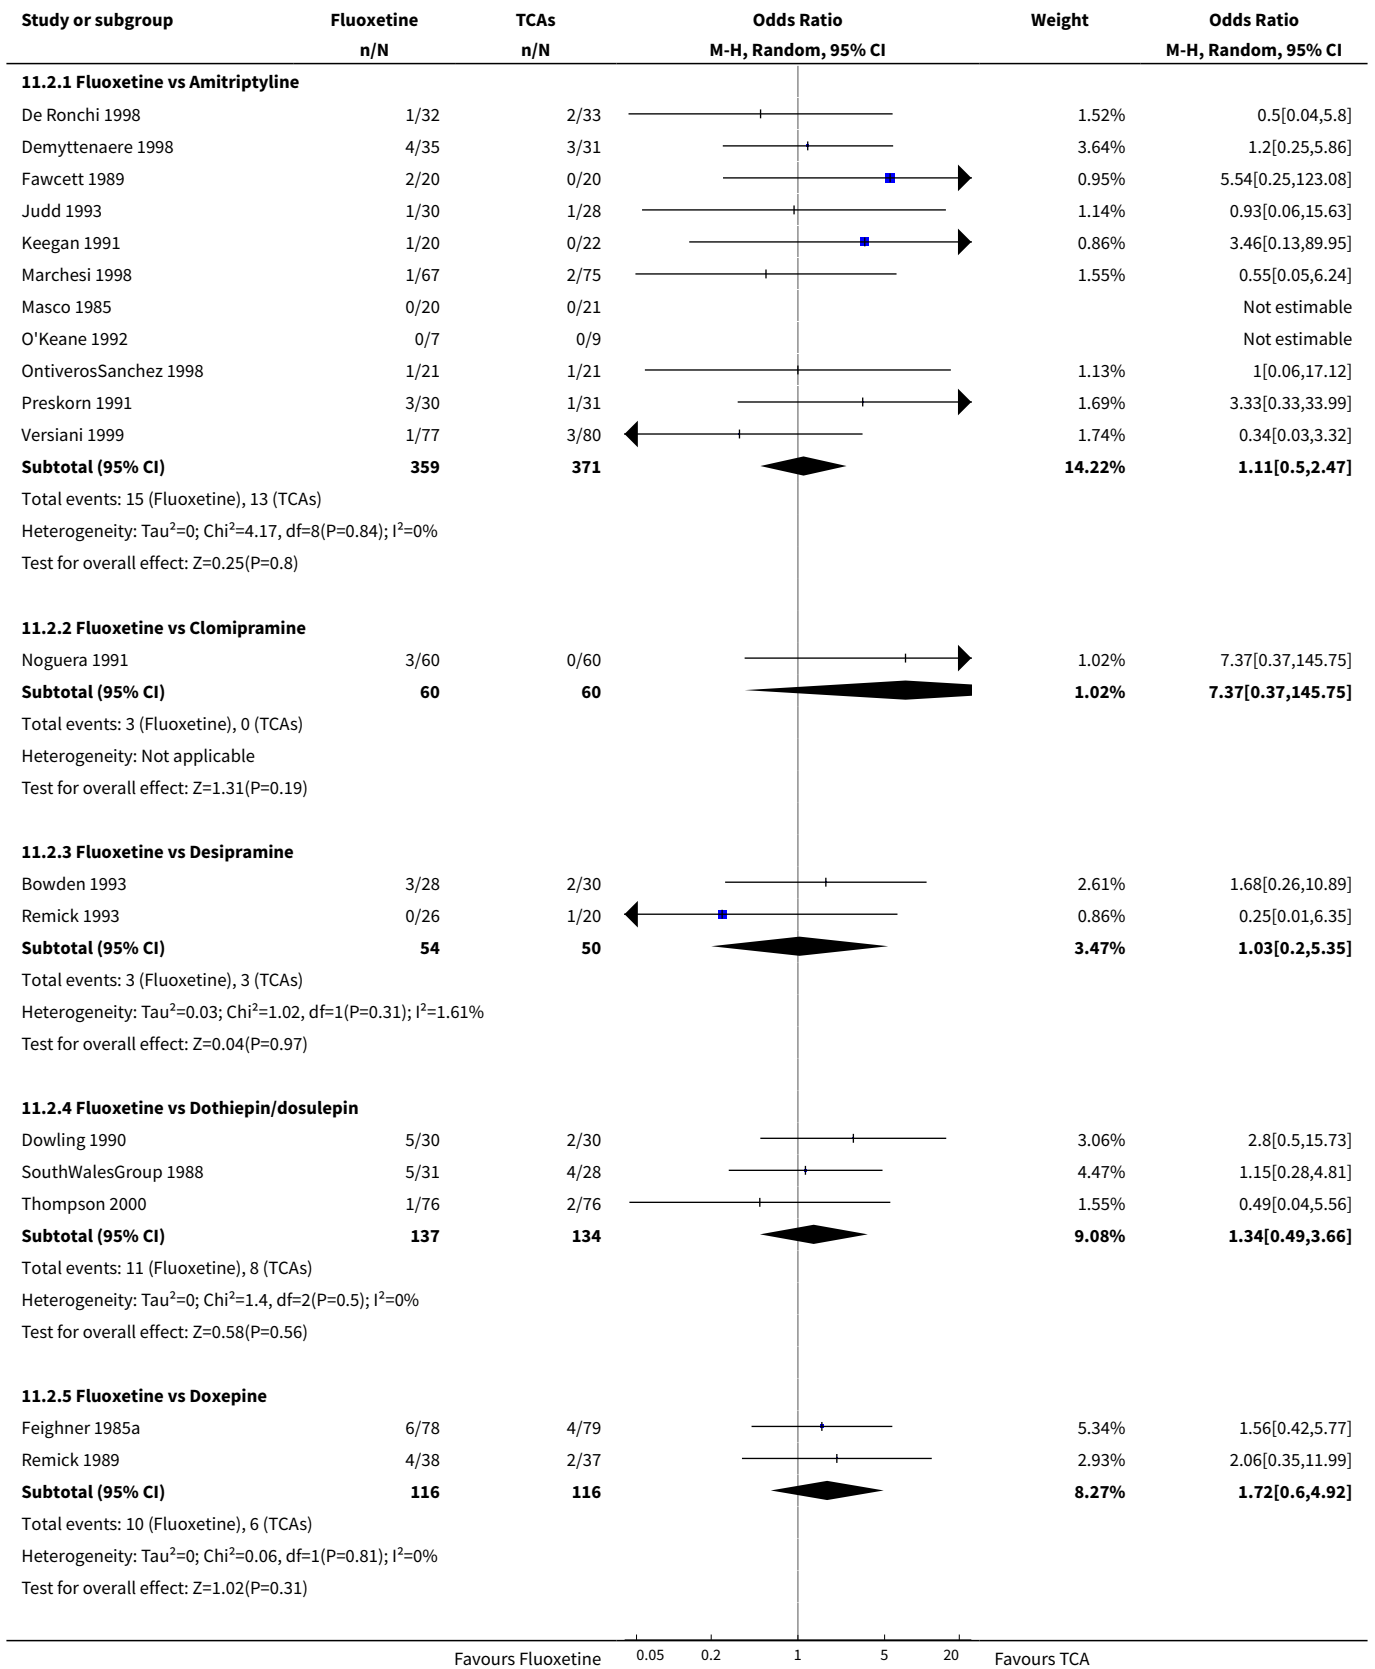 Study or subgroup Fluoxetine TCAs Odds Ratio Weight Odds Ratio
n/N n/N M-H, Random, 95% CI M-H, Random, 95% CI
11.2.1 Fluoxetine vs Amitriptyline
De Ronchi 1998 1/32 2/33 1.52% 0.5[0.04,5.8]
Demyttenaere 1998 4/35 3/31 3.64% 1.2[0.25,5.86]
Fawcett 1989 2/20 0/20 0.95% 5.54[0.25,123.08]
Judd 1993 1/30 1/28 1.14% 0.93[0.06,15.63]
Keegan 1991 1/20 0/22 0.86% 3.46[0.13,89.95]
Marchesi 1998 1/67 2/75 1.55% 0.55[0.05,6.24]
Masco 1985 0/20 0/21 Not estimable
O'Keane 1992 0/7 0/9 Not estimable
OntiverosSanchez 1998 1/21 1/21 1.13% 1[0.06,17.12]
Preskorn 1991 3/30 1/31 1.69% 3.33[0.33,33.99]
Versiani 1999 1/77 3/80 1.74% 0.34[0.03,3.32]
Subtotal (95% CI) 359 371 14.22% 1.11[0.5,2.47]
Total events: 15 (Fluoxetine), 13 (TCAs)
Heterogeneity: Tau²=0; Chi²=4.17, df=8(P=0.84); I²=0%
Test for overall effect: Z=0.25(P=0.8)
11.2.2 Fluoxetine vs Clomipramine
Noguera 1991 3/60 0/60 1.02% 7.37[0.37,145.75]
Subtotal (95% CI) 60 60 1.02% 7.37[0.37,145.75]
Total events: 3 (Fluoxetine), 0 (TCAs)
Heterogeneity: Not applicable
Test for overall effect: Z=1.31(P=0.19)
11.2.3 Fluoxetine vs Desipramine
Bowden 1993 3/28 2/30 2.61% 1.68[0.26,10.89]
Remick 1993 0/26 1/20 0.86% 0.25[0.01,6.35]
Subtotal (95% CI) 54 50 3.47% 1.03[0.2,5.35]
Total events: 3 (Fluoxetine), 3 (TCAs)
Heterogeneity: Tau²=0.03; Chi²=1.02, df=1(P=0.31); I²=1.61%
Test for overall effect: Z=0.04(P=0.97)
11.2.4 Fluoxetine vs Dothiepin/dosulepin
Dowling 1990 5/30 2/30 3.06% 2.8[0.5,15.73]
SouthWalesGroup 1988 5/31 4/28 4.47% 1.15[0.28,4.81]
Thompson 2000 1/76 2/76 1.55% 0.49[0.04,5.56]
Subtotal (95% CI) 137 134 9.08% 1.34[0.49,3.66]
Total events: 11 (Fluoxetine), 8 (TCAs)
Heterogeneity: Tau²=0; Chi²=1.4, df=2(P=0.5); I²=0%
Test for overall effect: Z=0.58(P=0.56)
11.2.5 Fluoxetine vs Doxepine
Feighner 1985a 6/78 4/79 5.34% 1.56[0.42,5.77]
Remick 1989 4/38 2/37 2.93% 2.06[0.35,11.99]
Subtotal (95% CI) 116 116 8.27% 1.72[0.6,4.92]
Total events: 10 (Fluoxetine), 6 (TCAs)
Heterogeneity: Tau²=0; Chi²=0.06, df=1(P=0.81); I²=0%
Test for overall effect: Z=1.02(P=0.31)
Favours Fluoxetine 0.05 0.2 1 5 20 Favours TCA